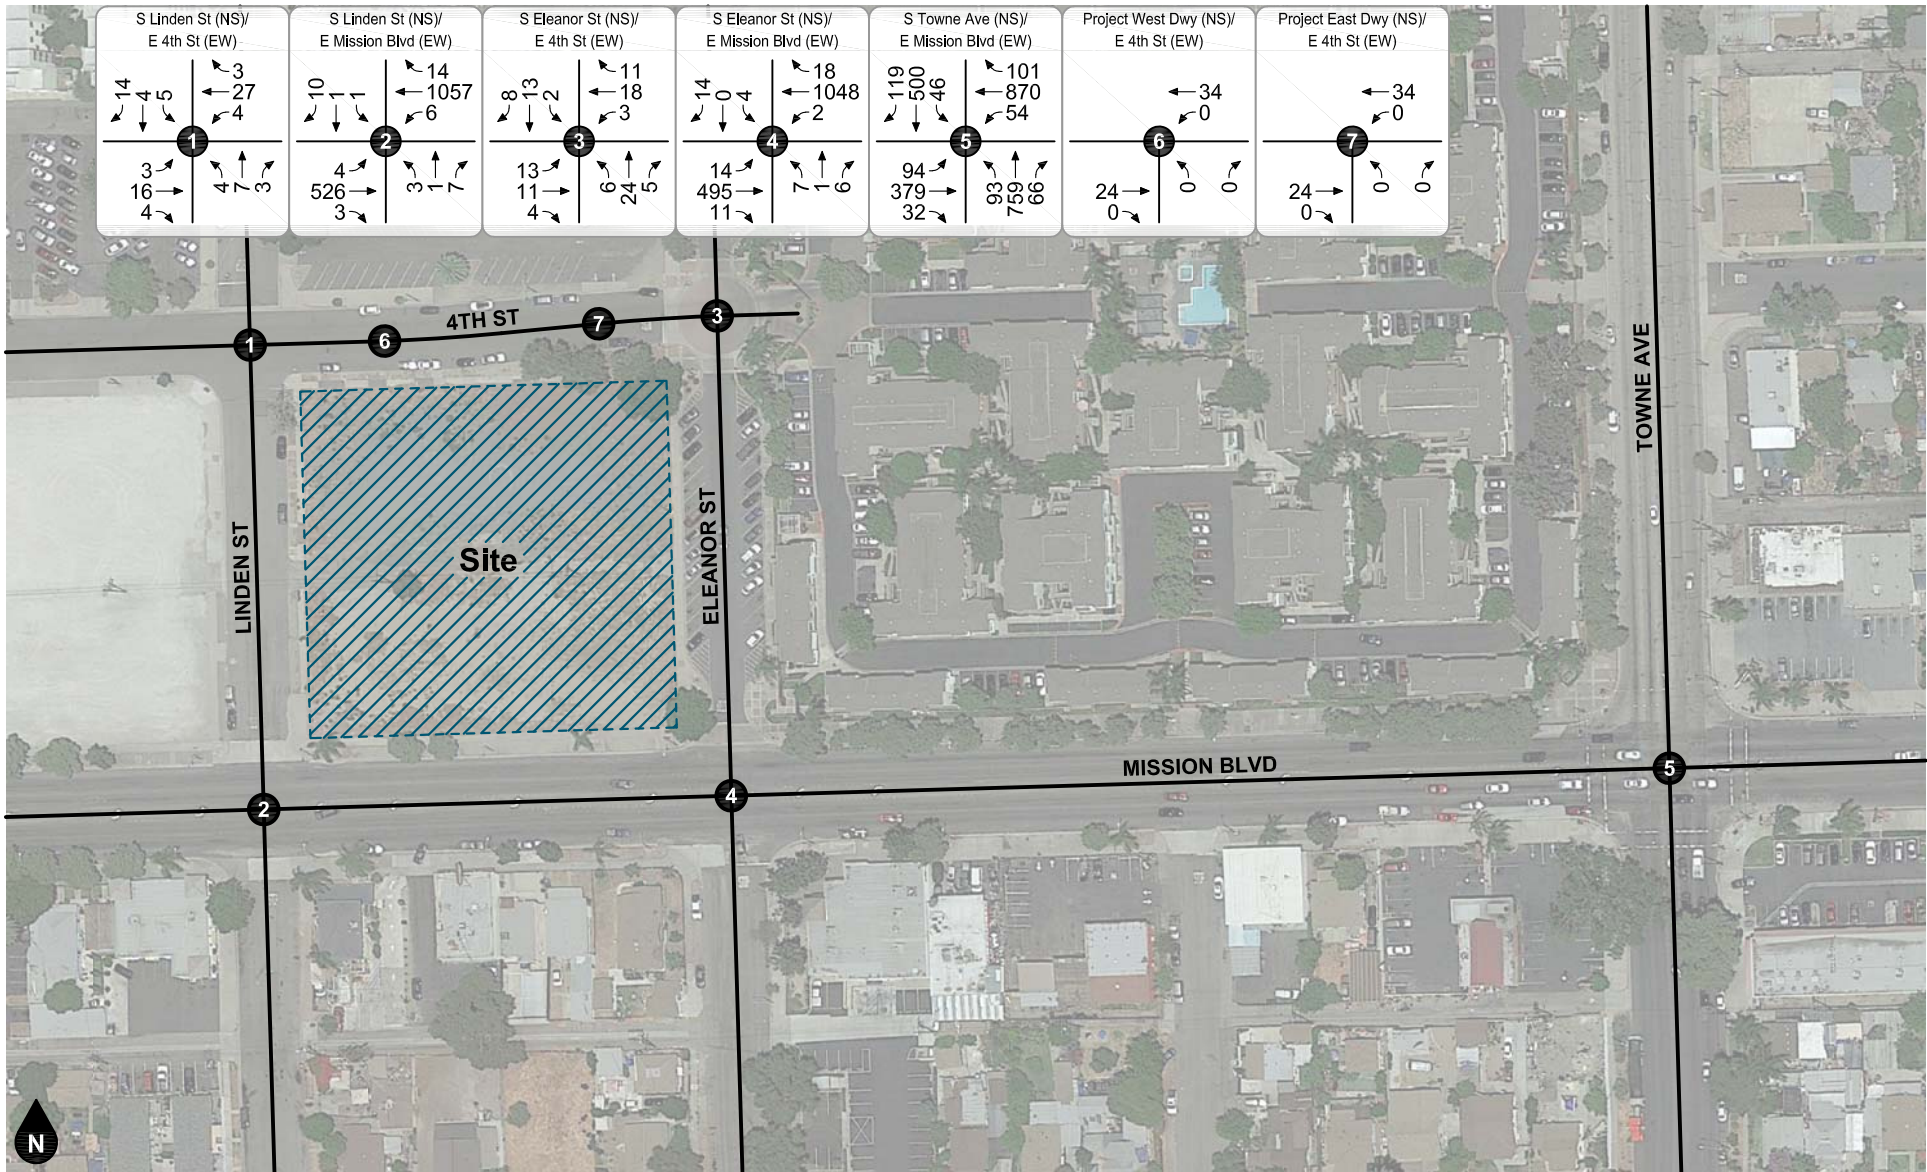 S Linden St (NS)/
E 4th St (EW)
14 4 5
3
27
4
1
3
16
4
4 7 3
S Linden St (NS)/
E Mission Blvd (EW)
10 1 1
14
1057
6
2
4
526
3
3 1 7
S Eleanor St (NS)/
E 4th St (EW)
8 13 2
11
18
3
3
13
11
4
6 24 5
S Eleanor St (NS)/
E Mission Blvd (EW)
14 0 4
18
1048
2
4
14
495
11
7 1 6
S Towne Ave (NS)/
E Mission Blvd (EW)
119 500 46
101
870
54
5
94
379
32
93 759 66
Project West Dwy (NS)/
E 4th St (EW)
34
0
6
24
0
0 0
Project East Dwy (NS)/
E 4th St (EW)
34
0
7
24
0
0 0
1
6
4TH ST
7
3
TOWNE AVE
LINDEN ST
Site
ELEANOR ST
MISSION BLVD
2
4
5
N